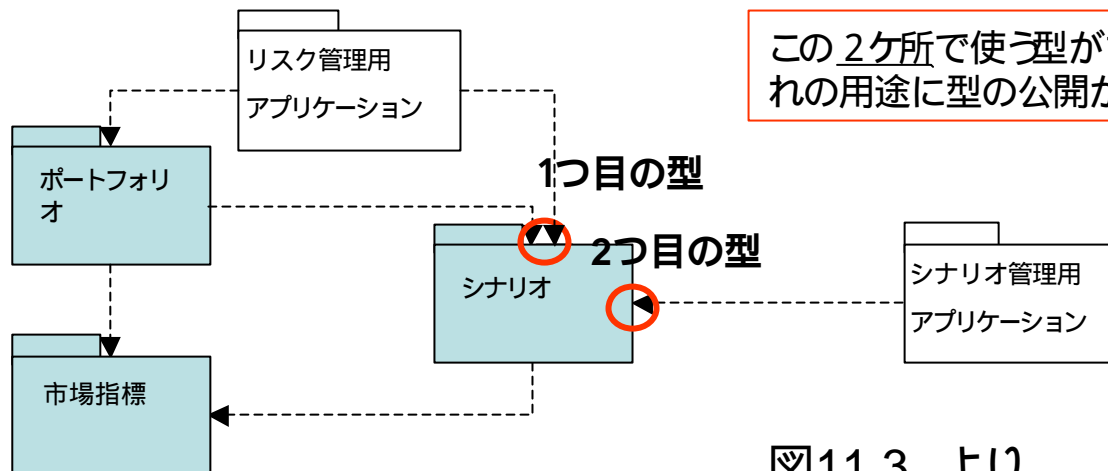 リスク管理用
アプリケーション
この 2ケ所で使う型が
れの用途に型の公開が
1つ目の型
ポートフォリ
オ
2つ目の型
シナリオ
シナリオ管理用
アプリケーション
市場指標
図11.3 より